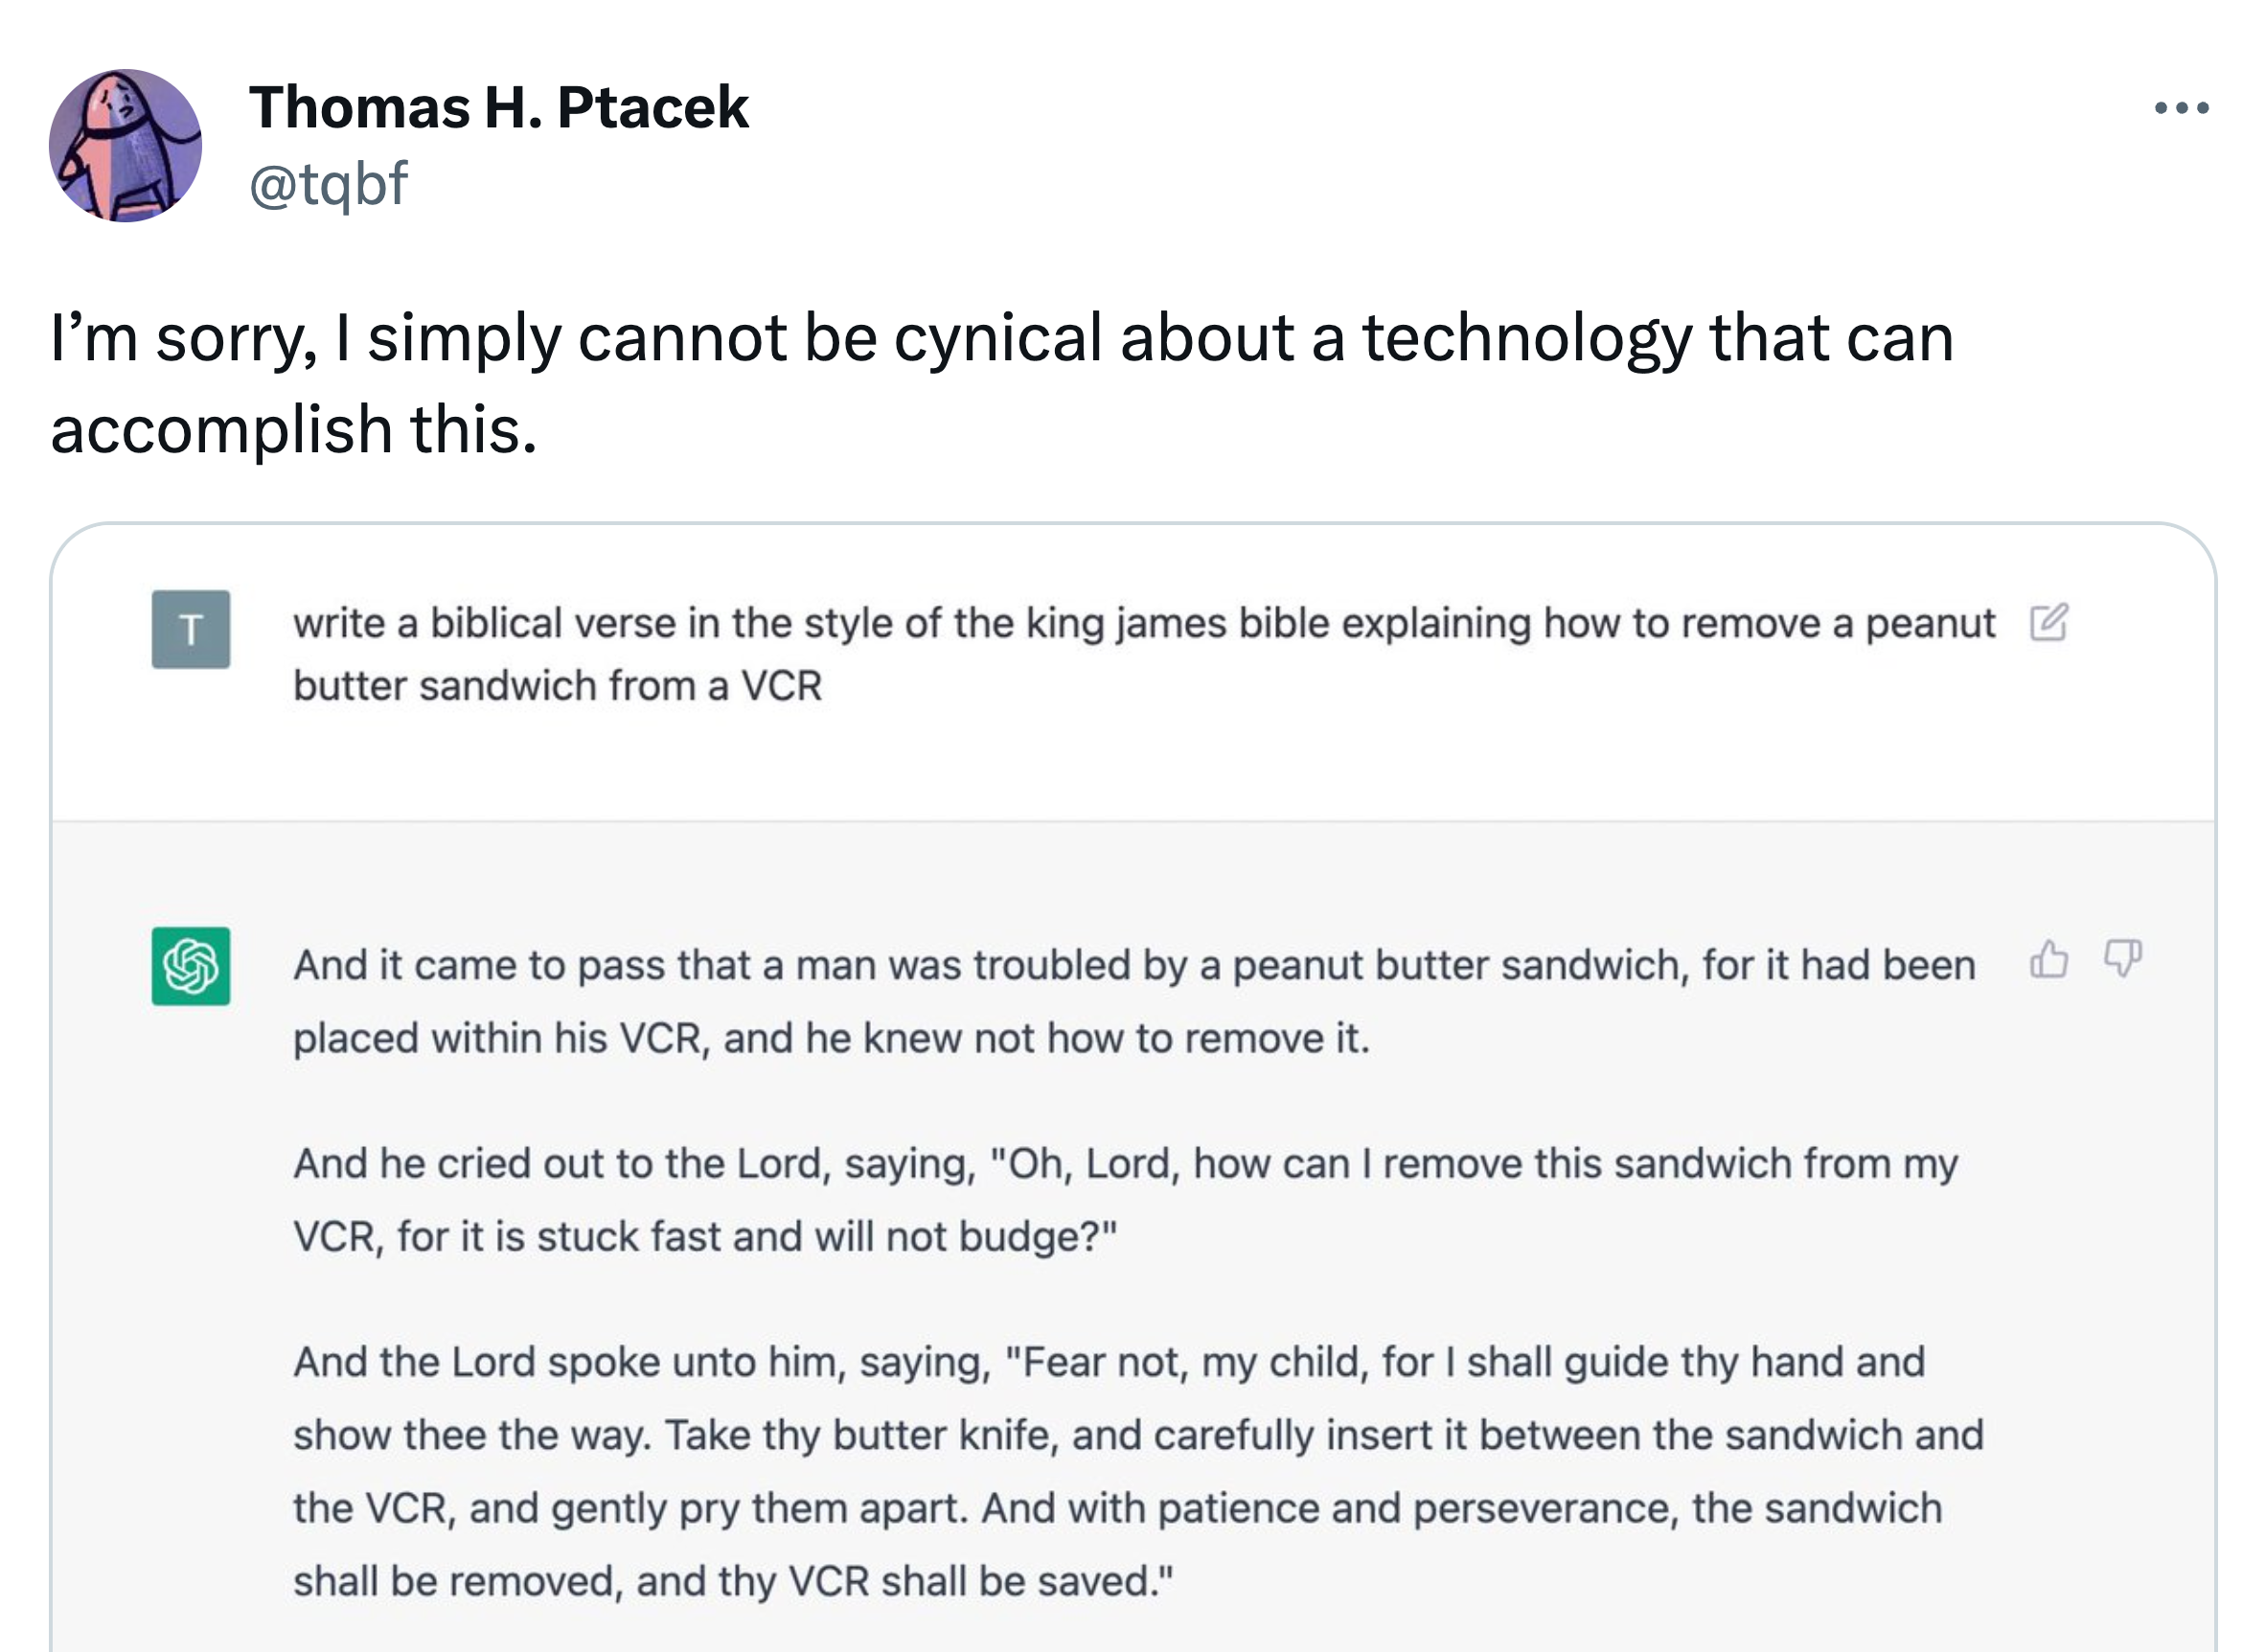 Thomas H. Ptacek
@tqbf
I’m sorry, I simply cannot be cynical about a technology that can
accomplish this.
T
write a biblical verse in the style of the king james bible explaining how to remove a peanut
butter sandwich from a VCR
And it came to pass that a man was troubled by a peanut butter sandwich, for it had been
placed within his VCR, and he knew not how to remove it.
And he cried out to the Lord, saying, "Oh, Lord, how can I remove this sandwich from my
VCR, for it is stuck fast and will not budge?"
And the Lord spoke unto him, saying, "Fear not, my child, for I shall guide thy hand and
show thee the way. Take thy butter knife, and carefully insert it between the sandwich and
the VCR, and gently pry them apart. And with patience and perseverance, the sandwich
shall be removed, and thy VCR shall be saved."